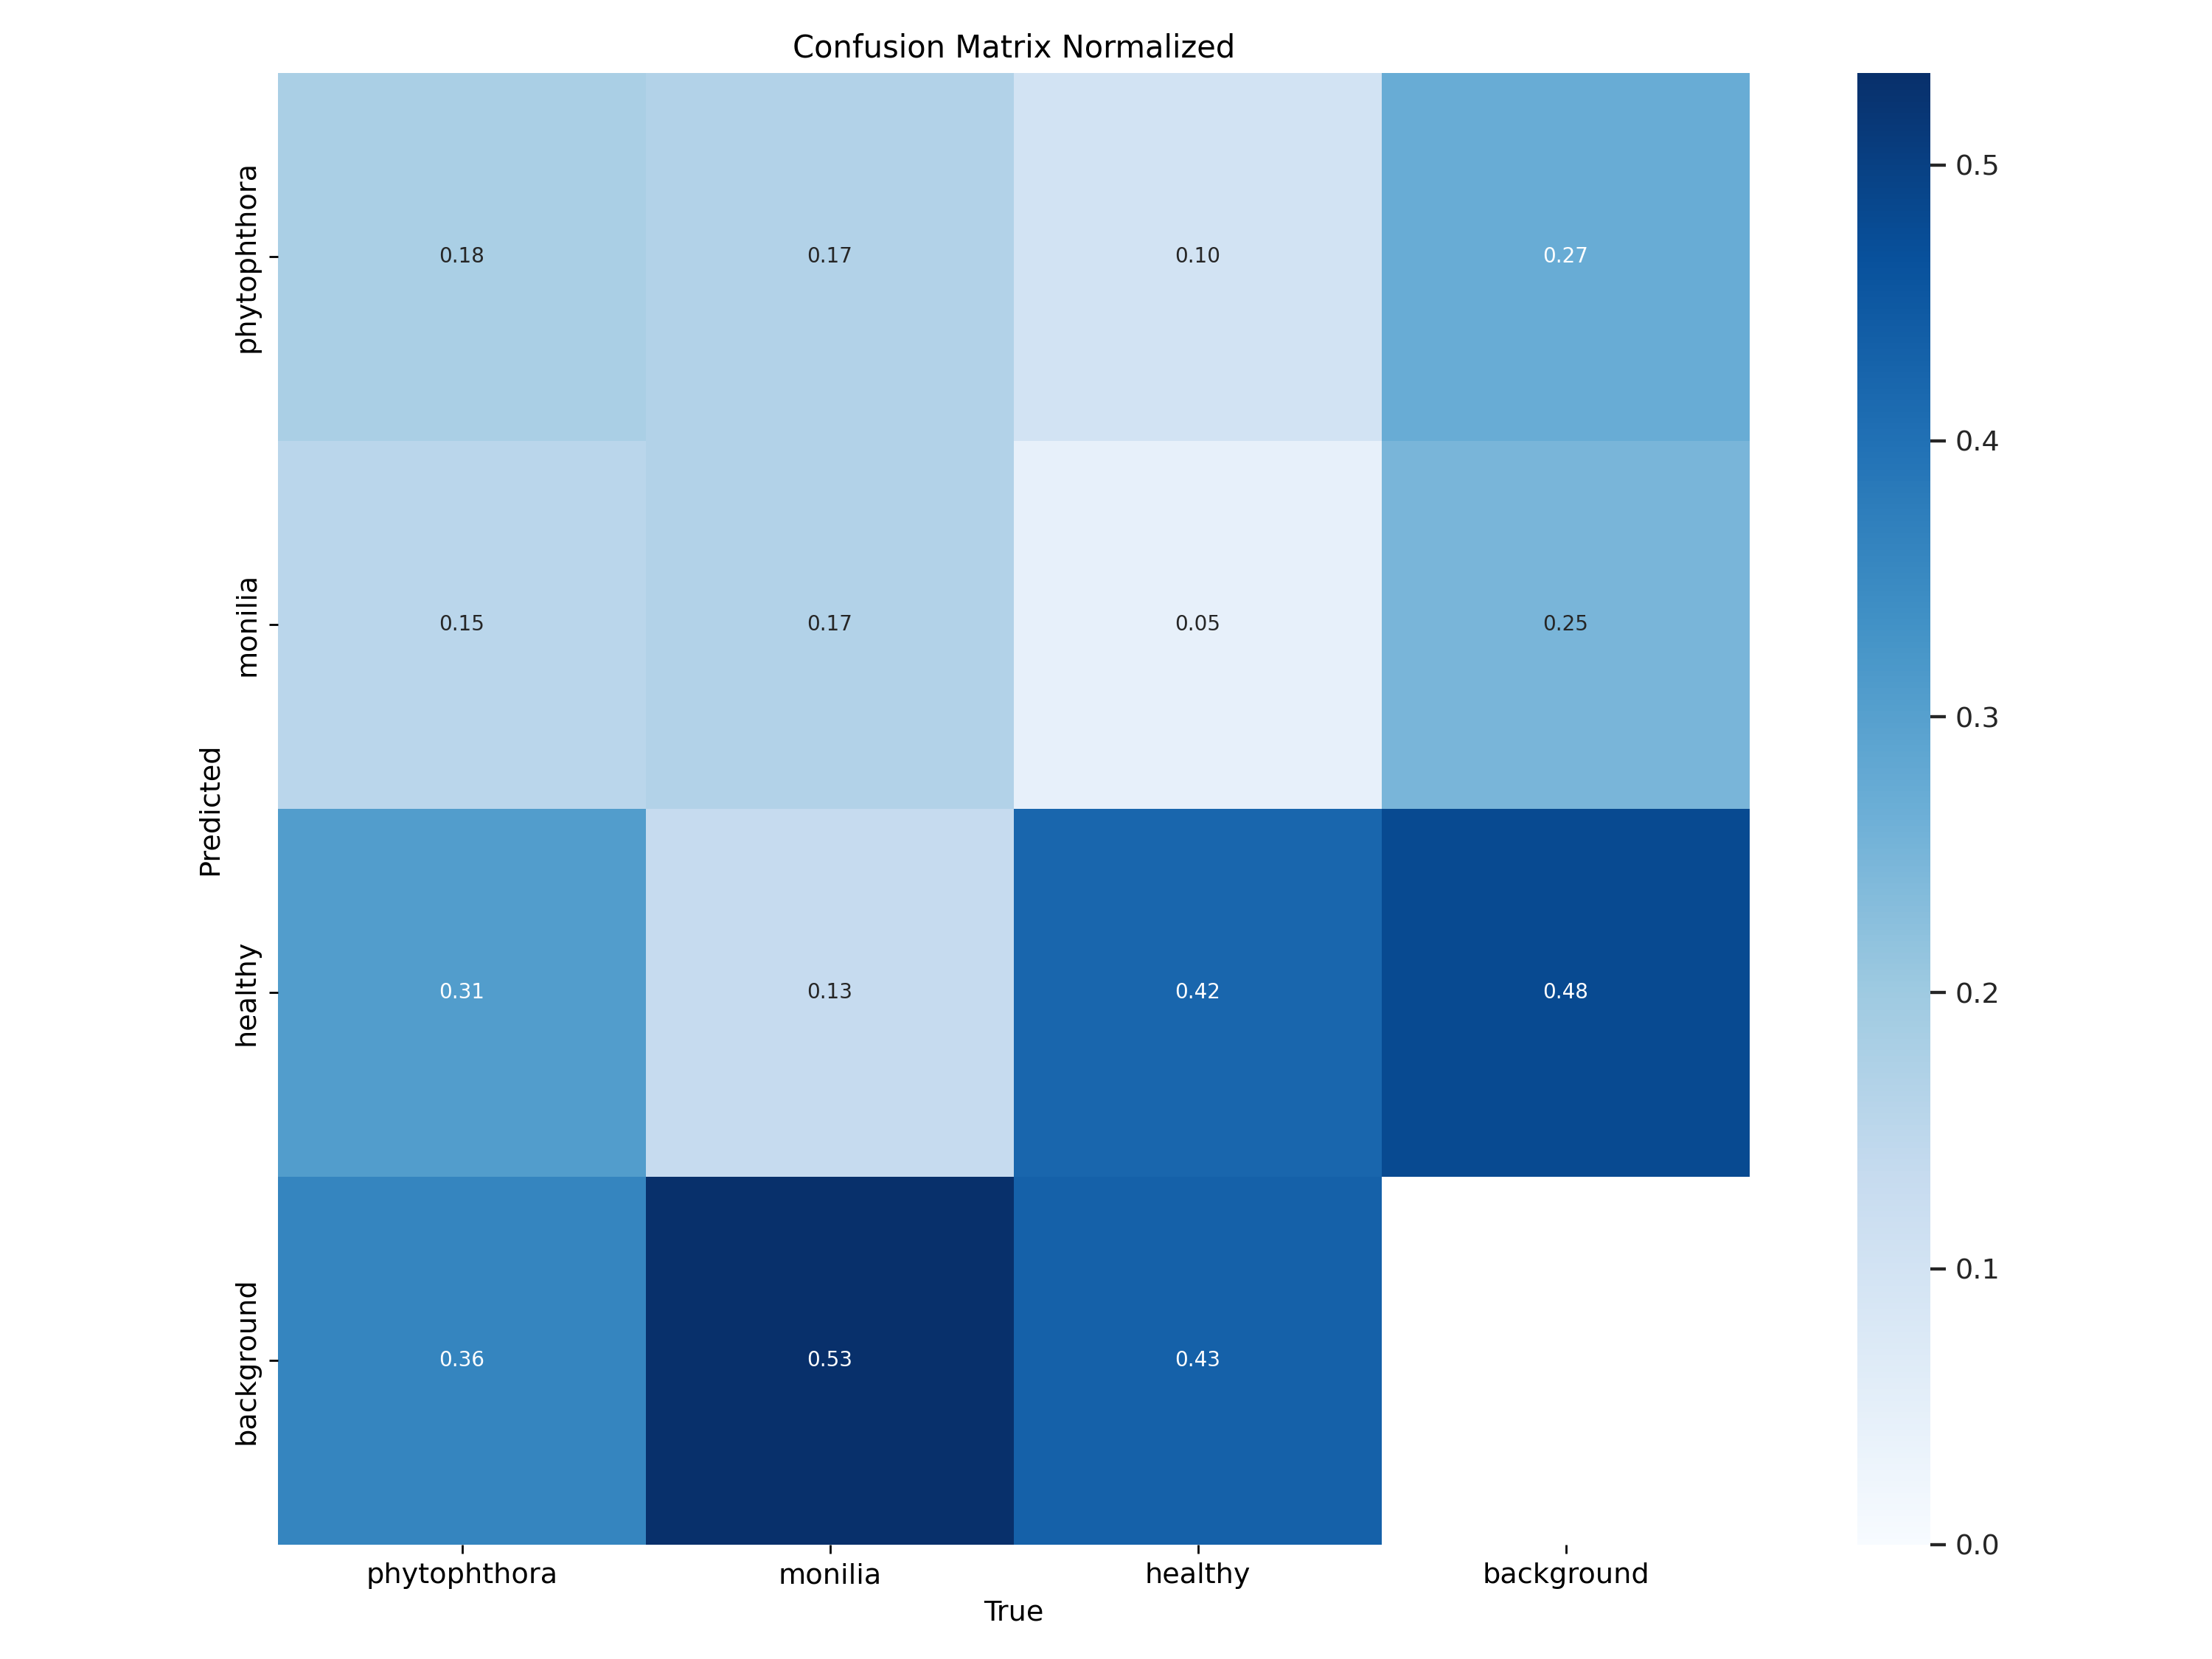 Confusion Matrix Normalized
phytophthora
0.18 0.17 0.10 0.27
monilia
0.15 0.17 0.05 0.25
Predicted
healthy
0.31 0.13 0.42 0.48
background
0.36 0.53 0.43
phytophthora monilia healthy background
True
0.5
0.4
0.3
0.2
0.1
0.0